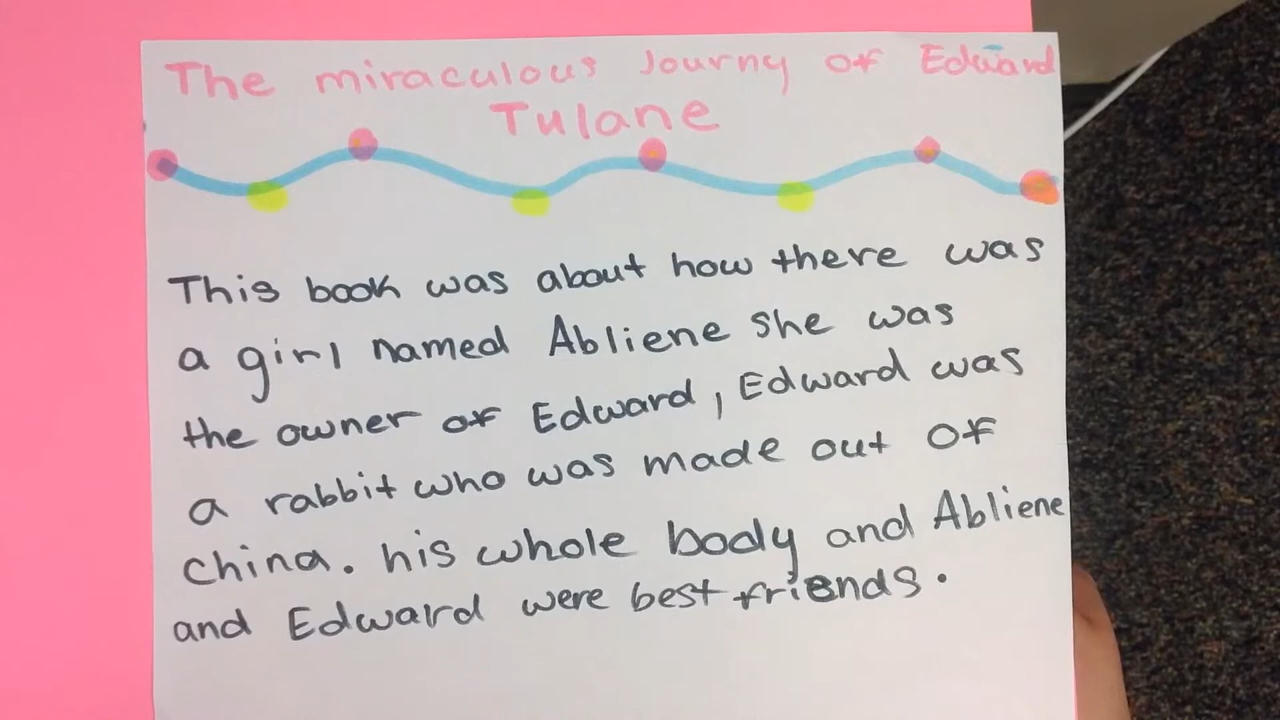 The miraculous Journy of Edward
Tulane
This book was about how there was
a girl named Abliene she was
the owner of Edward, Edward was
a rabbit who was made out of
china. his whole body and Abliene
and Edward were best friends.